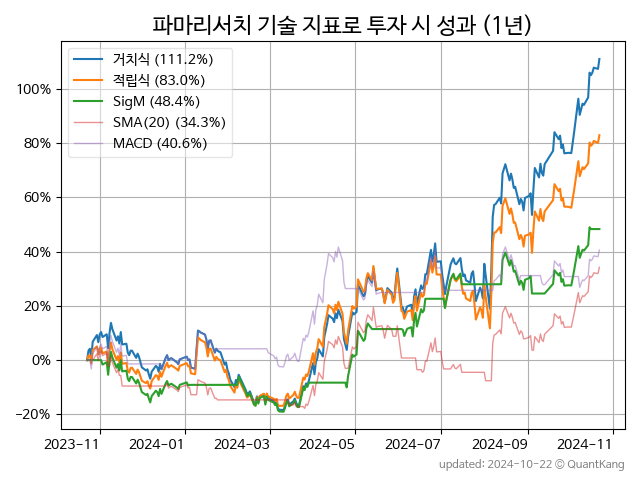 파마리서치 기술 지표로 투자 시 성과 (1년)
거치식 (111.2%)
적립식 (83.0%)
SigM (48.4%)
SMA(20) (34.3%)
MACD (40.6%)
100%
80%
60%
40%
20%
0%
−20%
2023-11 2024-01 2024-03 2024-05 2024-07 2024-09 2024-11
updated: 2024-10-22 © QuantKang